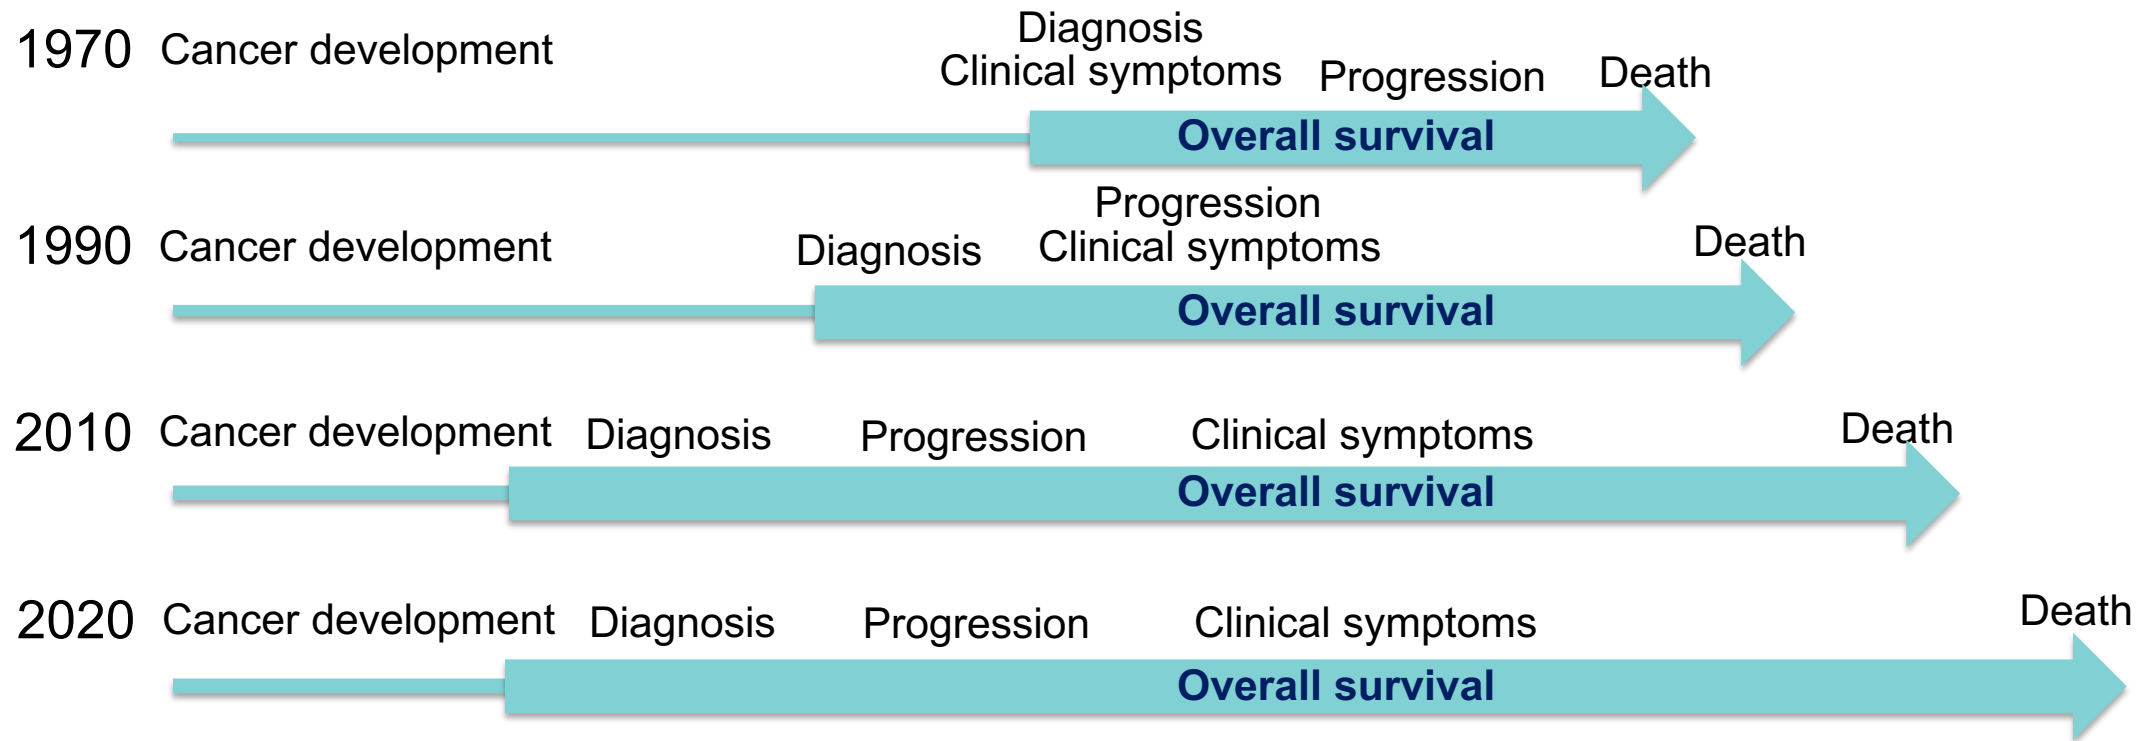 1970 Cancer development
Diagnosis
Clinical symptoms
Progression
Death
Overall survival
1990 Cancer development
Diagnosis
Progression
Clinical symptoms
Death
Overall survival
2010 Cancer development
Diagnosis
Progression
Clinical symptoms
Death
Overall survival
2020 Cancer development
Diagnosis
Progression
Clinical symptoms
Death
Overall survival